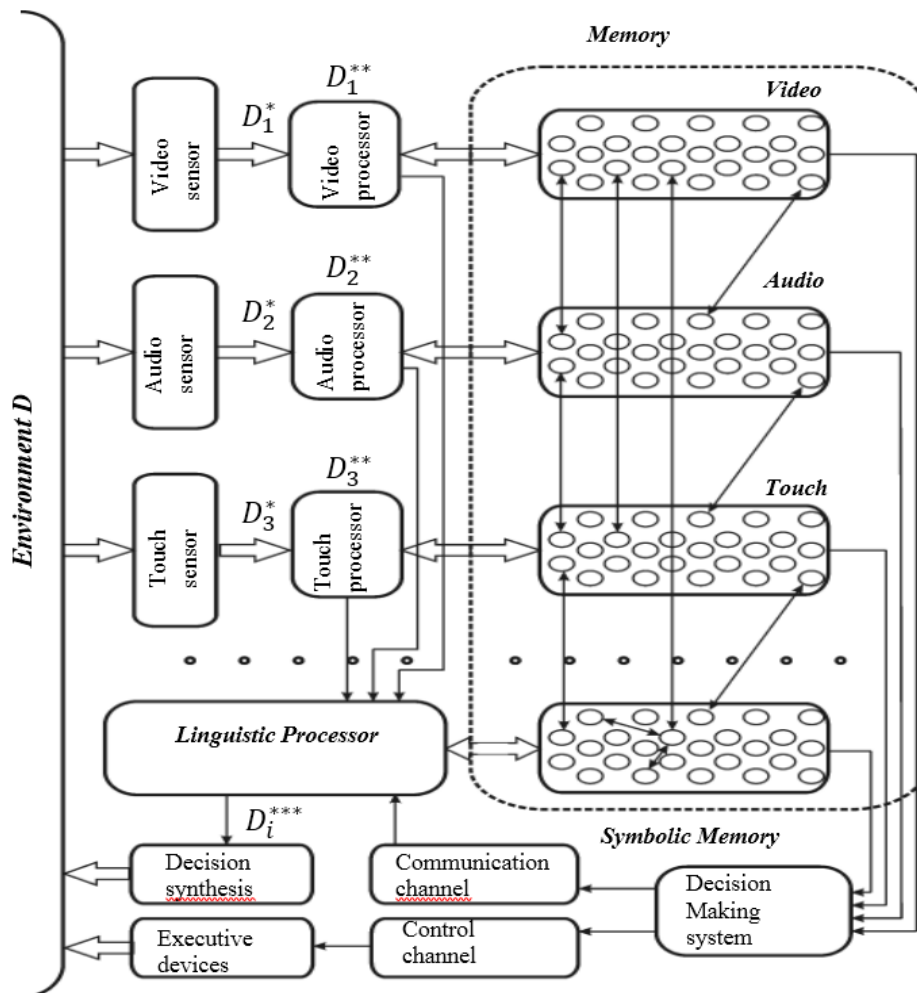 Memory
Video
D₁**
D₁*
Video
sensor
Video
processor
Audio
D₂**
D₂*
Audio
sensor
Audio
processor
Environment D
Touch
D₃**
D₃*
Touch
sensor
Touch
processor
Linguistic Processor
Dᵢ***
Symbolic Memory
Decision
synthesis
Communication
channel
Decision
Making
system
Executive
devices
Control
channel